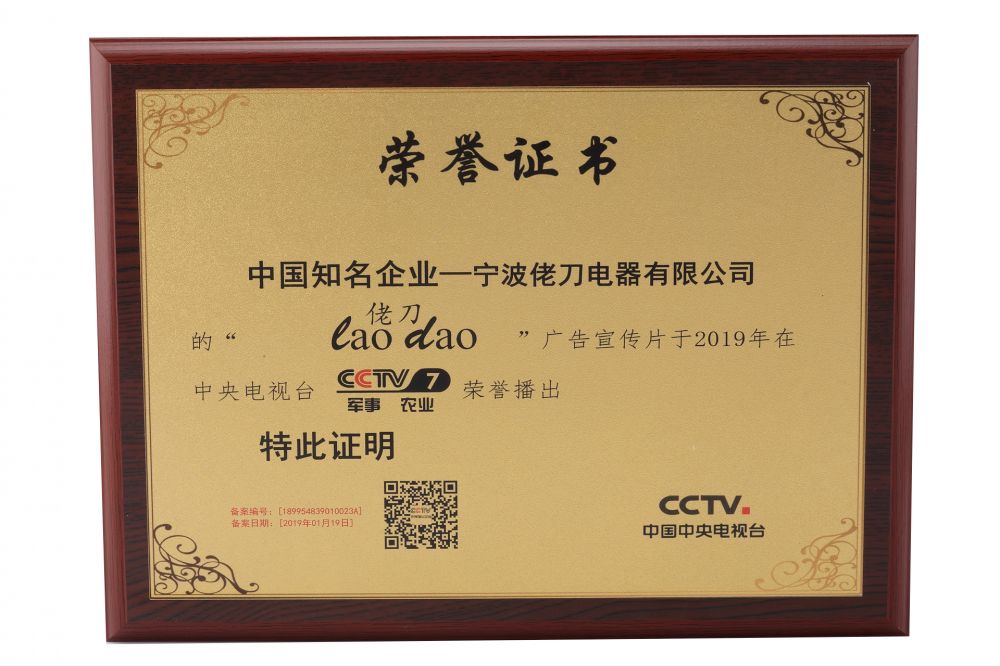 荣誉证书
中国知名企业—宁波佬刀电器有限公司
佬刀
的“ lao dao ”广告宣传片于2019年在
中央电视台 CCTV 7 荣誉播出
军事 农业
特此证明
备案编号：[189954839010023A]
备案日期：[2019年01月19日]
CCTV.
中国中央电视台